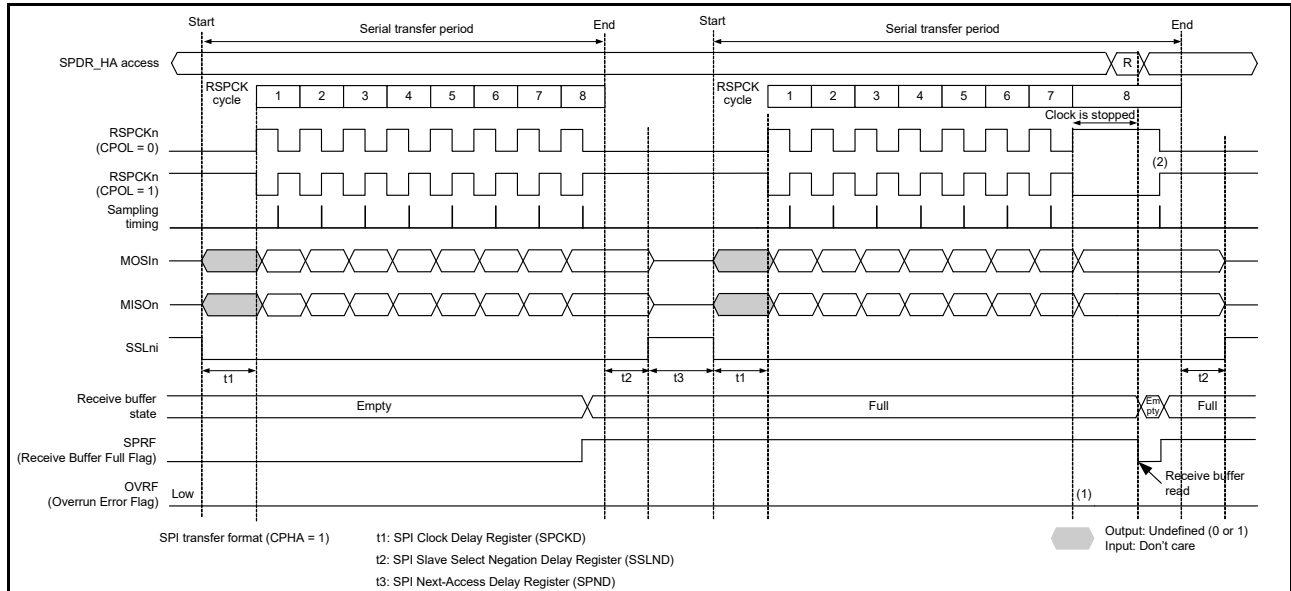 Start
End
Start
End
Serial transfer period
Serial transfer period
SPDR_HA access
R
RSPCK
cycle
1 2 3 4 5 6 7 8
RSPCK
cycle
1 2 3 4 5 6 7 8
Clock is stopped
RSPCKn
(CPOL = 0)
(2)
RSPCKn
(CPOL = 1)
Sampling
timing
MOSIn
MISOn
SSLni
t1
t2
t3
t1
t2
Receive buffer
state
Empty
Full
Em
pty
Full
SPRF
(Receive Buffer Full Flag)
Receive buffer
read
OVRF
(Overrun Error Flag)
Low
(1)
SPI transfer format (CPHA = 1)
t1: SPI Clock Delay Register (SPCKD)
t2: SPI Slave Select Negation Delay Register (SSLND)
t3: SPI Next-Access Delay Register (SPND)
Output: Undefined (0 or 1)
Input: Don't care